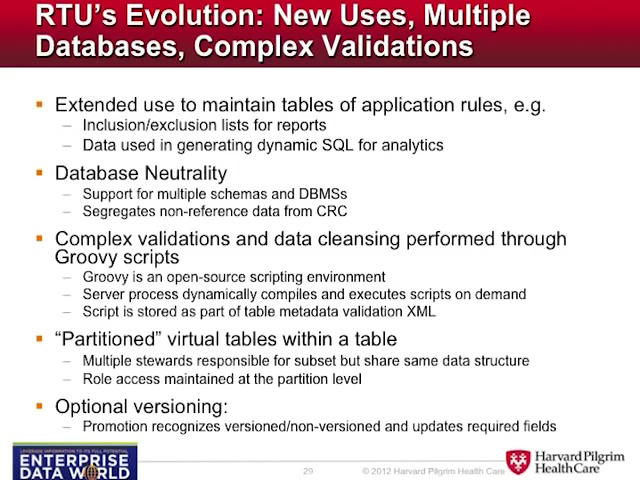 RTU's Evolution: New Uses, Multiple
Databases, Complex Validations
Extended use to maintain tables of application rules, e.g.
– Inclusion/exclusion lists for reports
– Data used in generating dynamic SQL for analytics
Database Neutrality
– Support for multiple schemas and DBMSs
– Segregates non-reference data from CRC
Complex validations and data cleansing performed through
Groovy scripts
– Groovy is an open-source scripting environment
– Server process dynamically compiles and executes scripts on demand
– Script is stored as part of table metadata validation XML
"Partitioned" virtual tables within a table
– Multiple stewards responsible for subset but share same data structure
– Role access maintained at the partition level
Optional versioning:
– Promotion recognizes versioned/non-versioned and updates required fields
LEVERAGE INFORMATION TO ITS FULL POTENTIAL
ENTERPRISE
DATA WORLD
29
© 2012 Harvard Pilgrim Health Care
Harvard Pilgrim
HealthCare